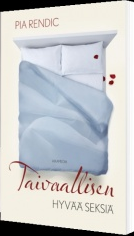 PIA RENDIC
Taivaallisen
HYVÄÄ SEKSIÄ